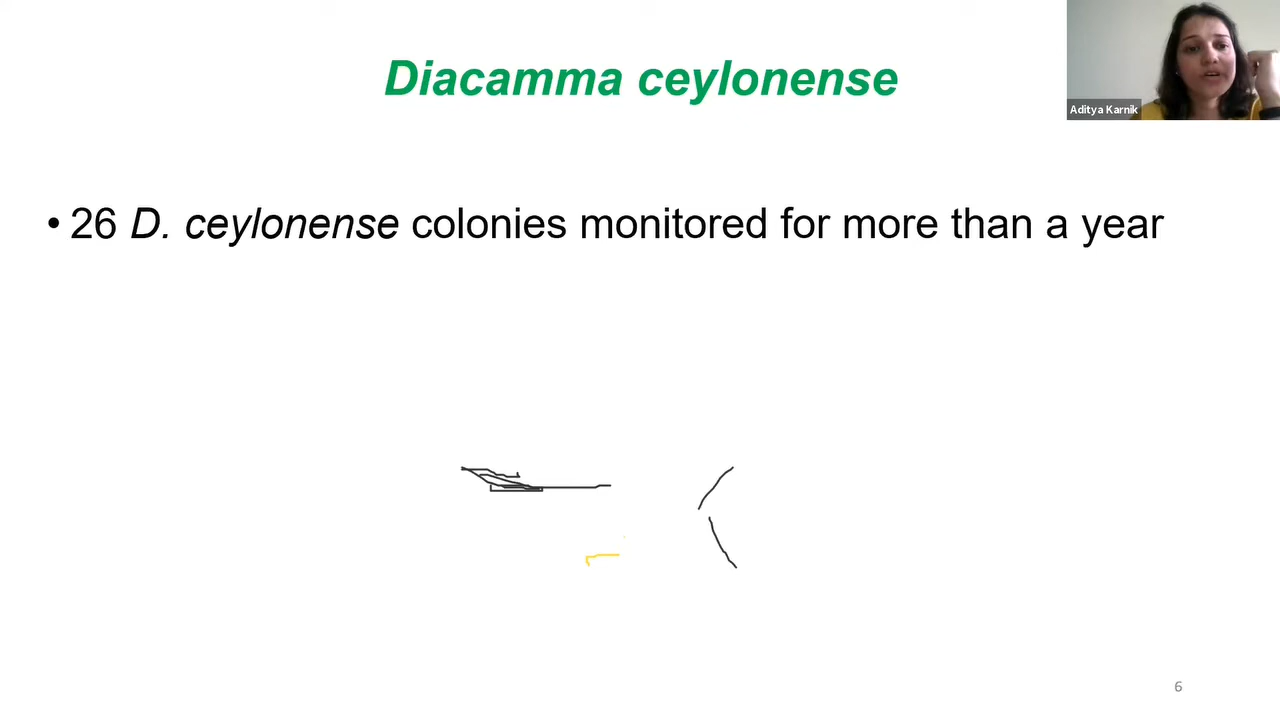 Diacamma ceylonense
Aditya Karnik
• 26 D. ceylonense colonies monitored for more than a year
6